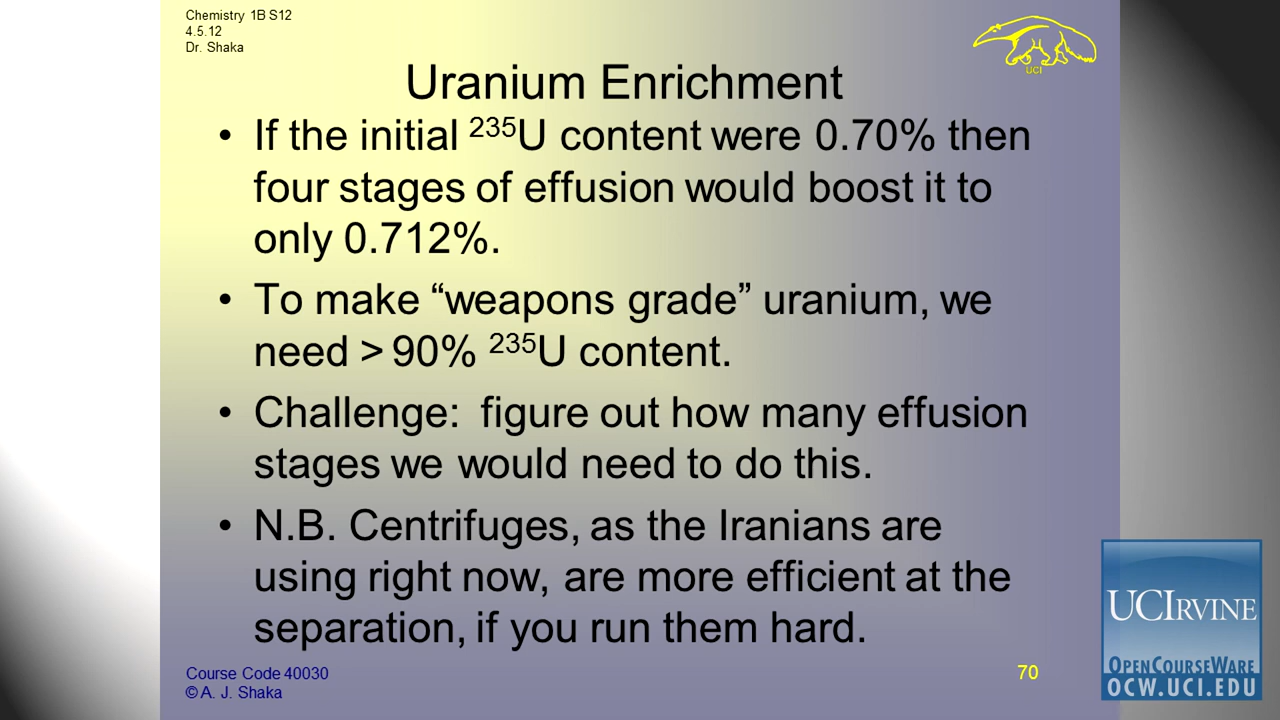 Chemistry 1B S12
4.5.12
Dr. Shaka
UCI
Uranium Enrichment
• If the initial ²³⁵U content were 0.70% then
four stages of effusion would boost it to
only 0.712%.
• To make “weapons grade” uranium, we
need > 90% ²³⁵U content.
• Challenge: figure out how many effusion
stages we would need to do this.
• N.B. Centrifuges, as the Iranians are
using right now, are more efficient at the
separation, if you run them hard.
Course Code 40030
© A. J. Shaka
70
UCIRVINE
OPENCOURSEWARE
OCW.UCI.EDU